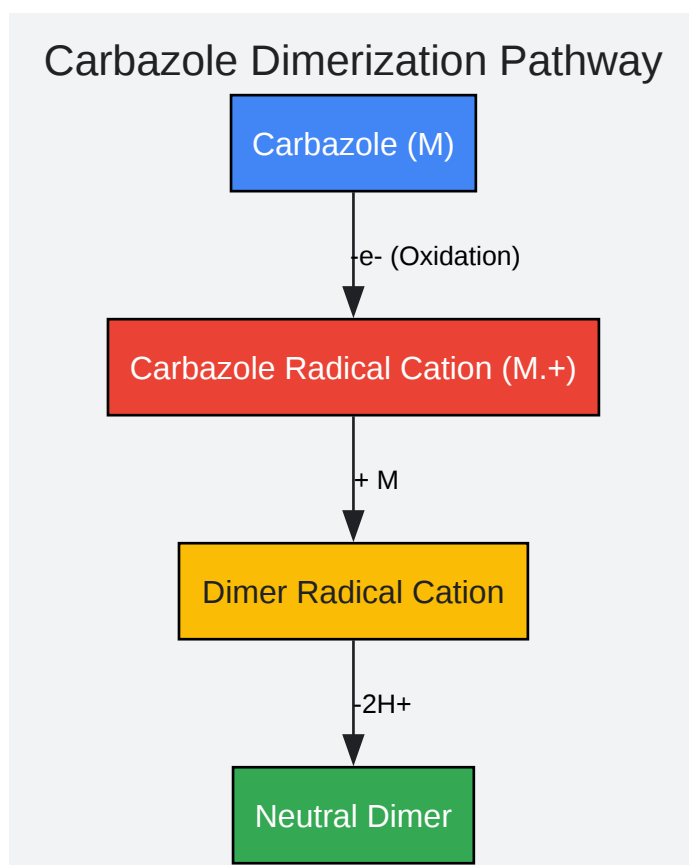 Carbazole Dimerization Pathway
Carbazole (M)
-e- (Oxidation)
Carbazole Radical Cation (M.+)
+ M
Dimer Radical Cation
-2H+
Neutral Dimer